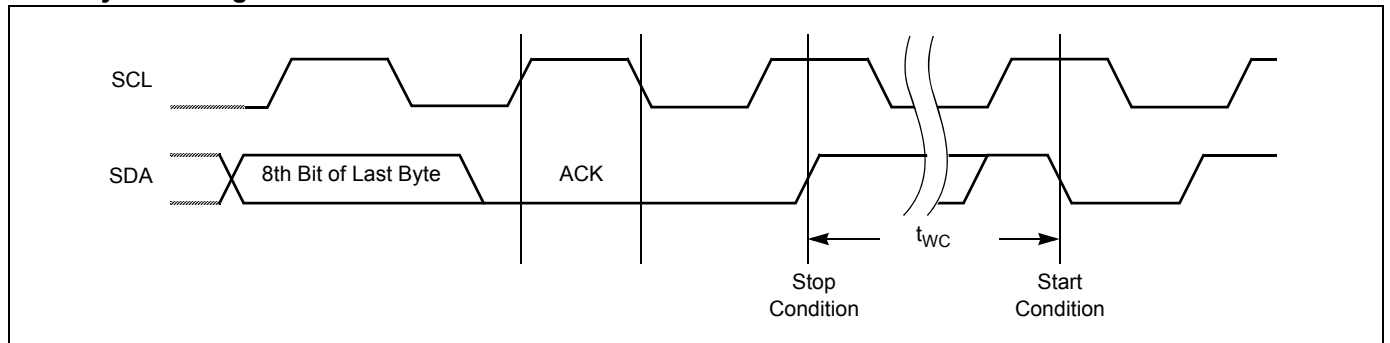 SCL
SDA
8th Bit of Last Byte
ACK
tWC
Stop
Condition
Start
Condition